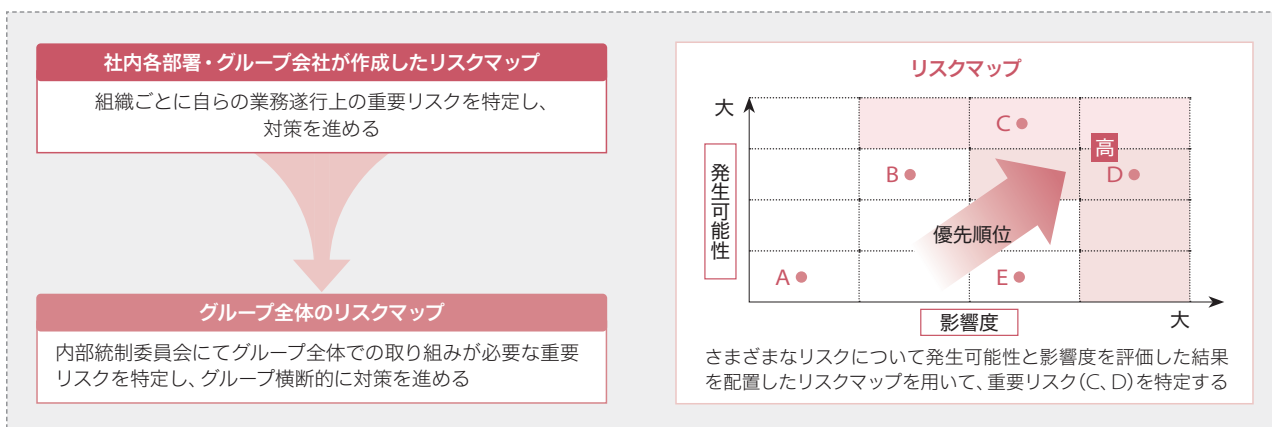 社内各部署・グループ会社が作成したリスクマップ
組織ごとに自らの業務遂行上の重要リスクを特定し、
対策を進める
グループ全体のリスクマップ
内部統制委員会にてグループ全体での取り組みが必要な重要
リスクを特定し、グループ横断的に対策を進める
リスクマップ
大
発生可能性
C
高
B
D
優先順位
A
E
影響度
大
さまざまなリスクについて発生可能性と影響度を評価した結果
を配置したリスクマップを用いて、重要リスク(C、D)を特定する